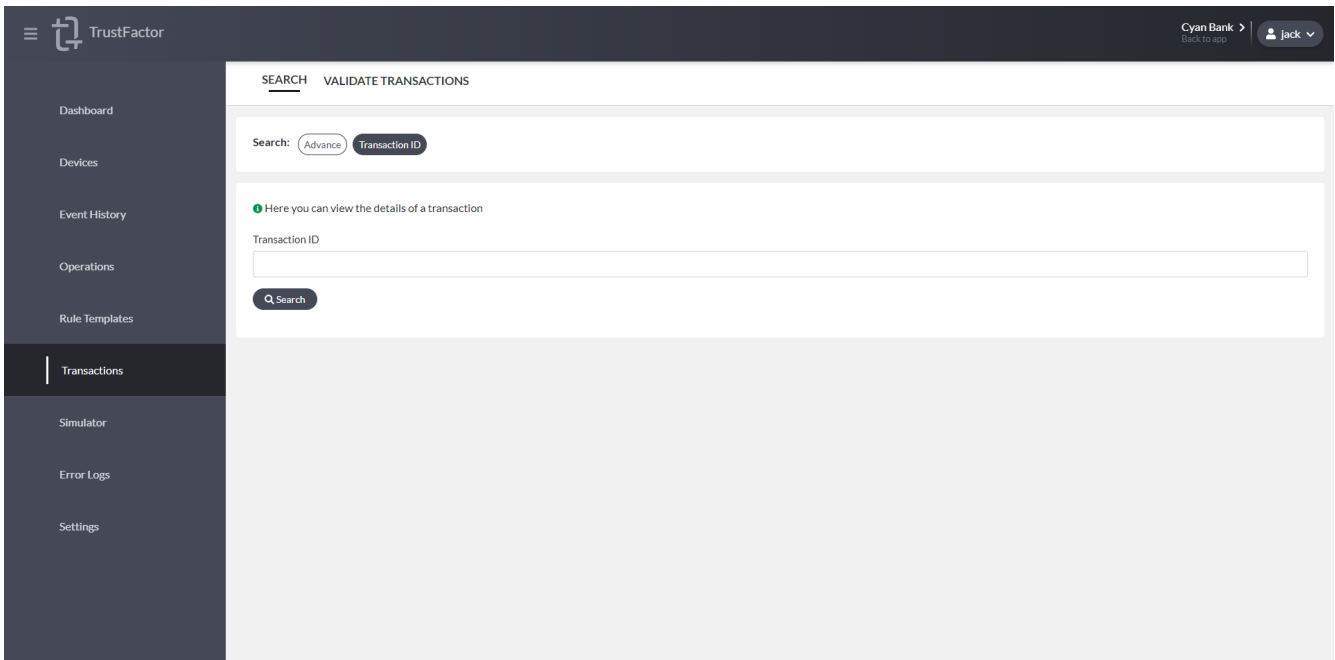 TrustFactor
Cyan Bank
Back to app
jack
SEARCH VALIDATE TRANSACTIONS
Dashboard
Devices
Event History
Operations
Rule Templates
Transactions
Simulator
Error Logs
Settings
Search: Advance Transaction ID
Here you can view the details of a transaction
Transaction ID
Search